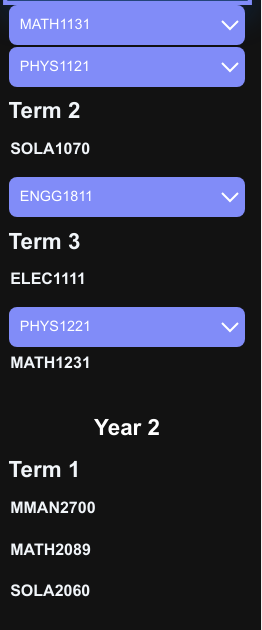 MATH1131
PHYS1121
Term 2
SOLA1070
ENGG1811
Term 3
ELEC1111
PHYS1221
MATH1231
Year 2
Term 1
MMAN2700
MATH2089
SOLA2060